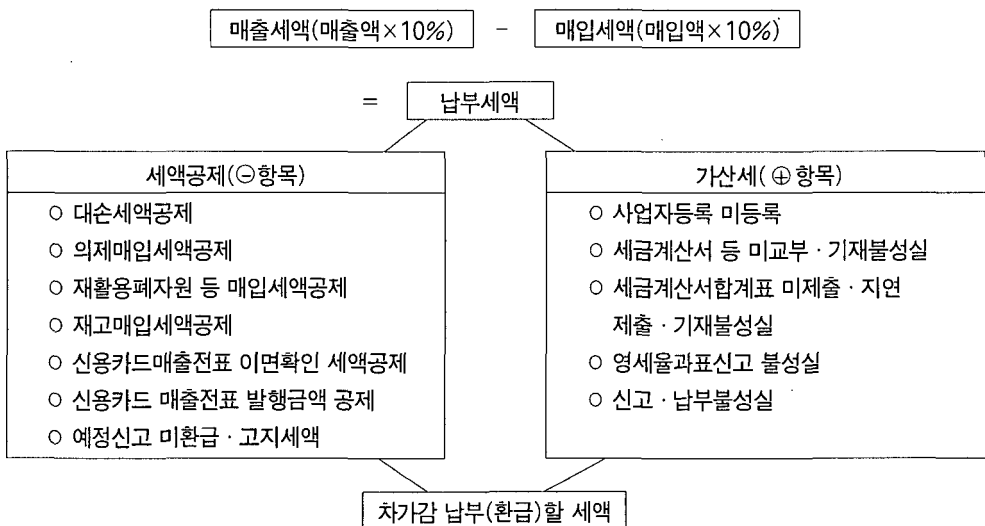 매출세액(매출액×10%) - 매입세액(매입액×10%)
= 납부세액
세액공제(⊖항목)
○ 대손세액공제
○ 의제매입세액공제
○ 재활용폐자원 등 매입세액공제
○ 재고매입세액공제
○ 신용카드매출전표 이면확인 세액공제
○ 신용카드 매출전표 발행금액 공제
○ 예정신고 미환급·고지세액
가산세(⊕항목)
○ 사업자등록 미등록
○ 세금계산서 등 미교부·기재불성실
○ 세금계산서합계표 미제출·지연
제출·기재불성실
○ 영세율과표신고 불성실
○ 신고·납부불성실
차가감 납부(환급)할 세액